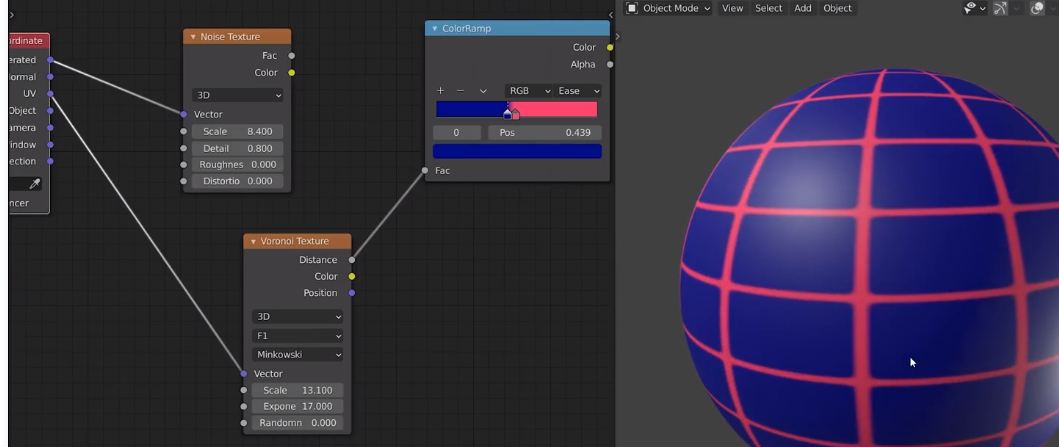 Object Mode View Select Add Object
ordinate
erated
ormal
UV
Object
amera
indow
ection
ncer
Noise Texture
Fac
Color
3D
Vector
Scale 8.400
Detail 0.800
Roughnes 0.000
Distortio 0.000
Voronoi Texture
Distance
Color
Position
3D
F1
Minkowski
Vector
Scale 13.100
Expone 17.000
Randomn 0.000
ColorRamp
Color
Alpha
+ − RGB Ease
0 Pos 0.439
Fac